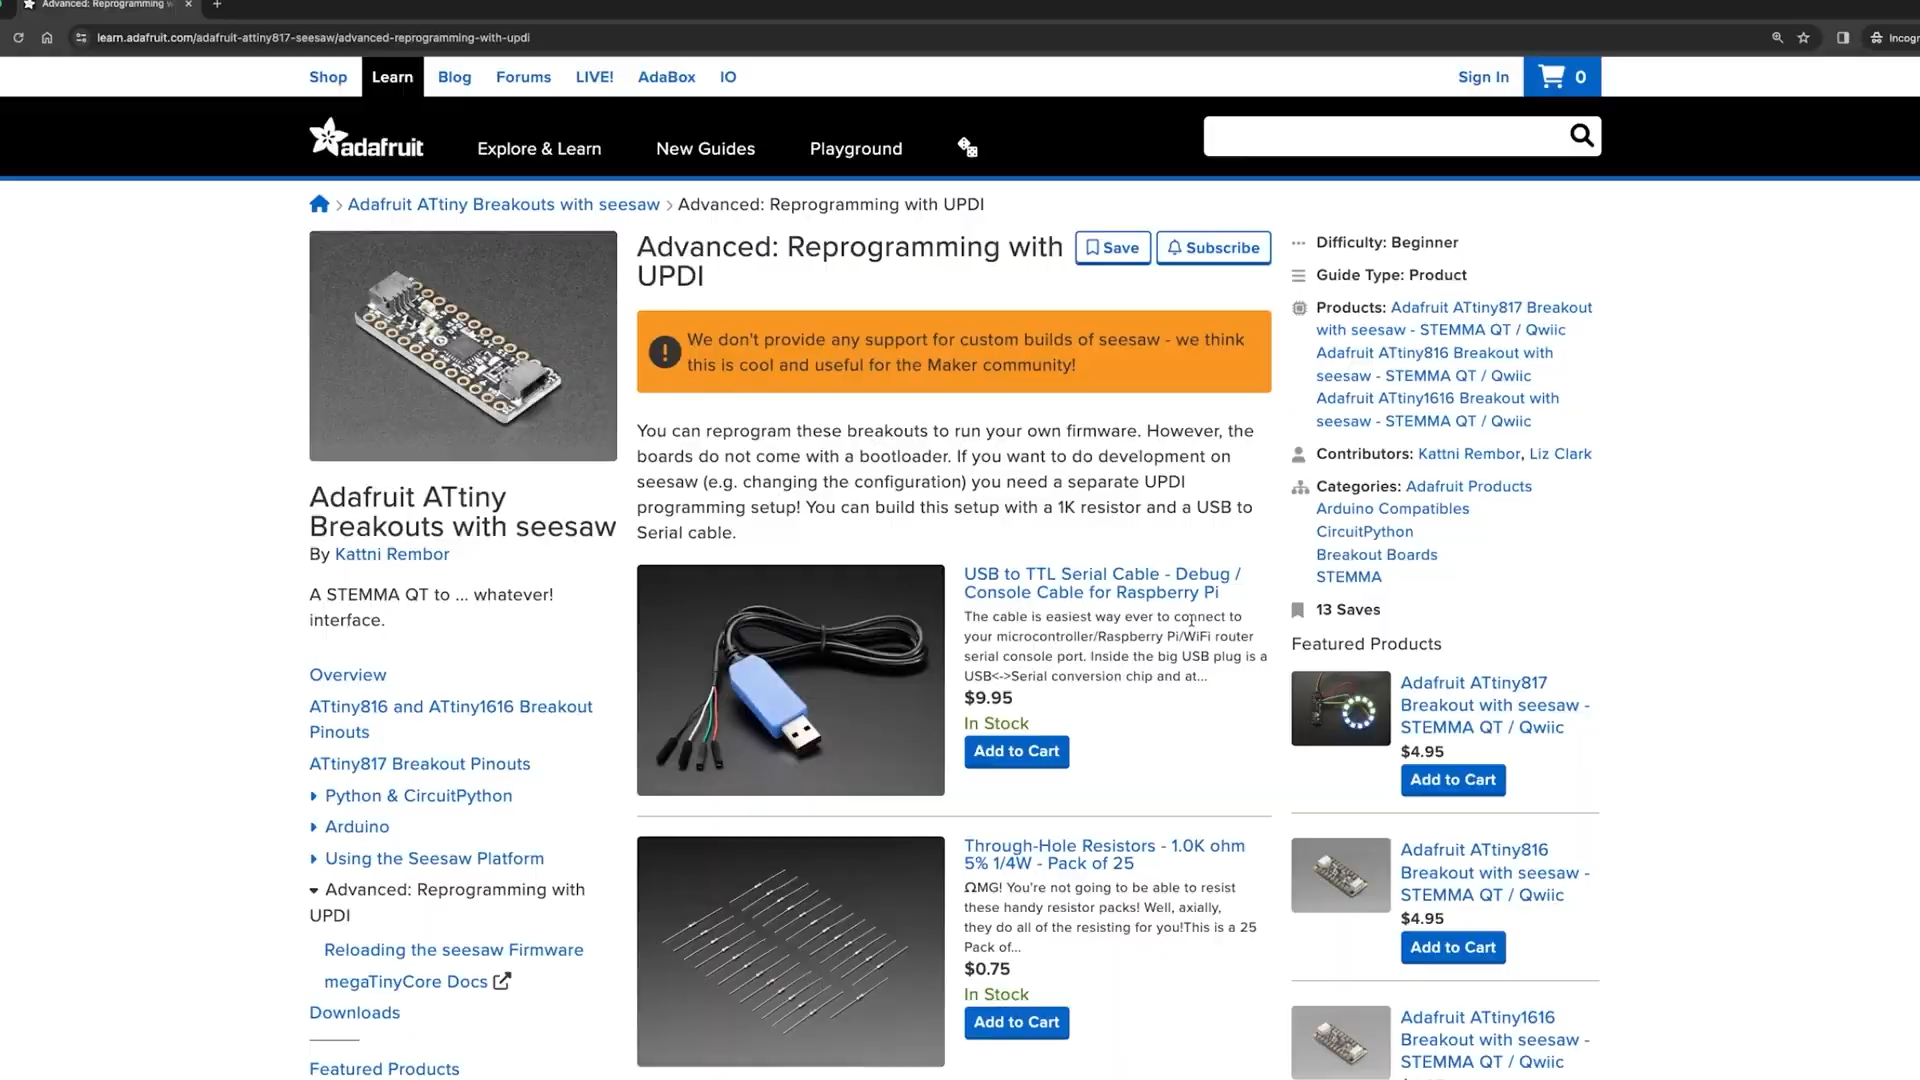 Advanced: Reprogramming w
learn.adafruit.com/adafruit-attiny817-seesaw/advanced-reprogramming-with-updi
Incogn
Shop
Learn
Blog
Forums
LIVE!
AdaBox
IO
Sign In
0
adafruit
Explore & Learn
New Guides
Playground
Adafruit ATtiny Breakouts with seesaw
Advanced: Reprogramming with UPDI
Adafruit ATtiny
Breakouts with seesaw
By Kattni Rembor
A STEMMA QT to ... whatever!
interface.
Overview
ATtiny816 and ATtiny1616 Breakout
Pinouts
ATtiny817 Breakout Pinouts
Python & CircuitPython
Arduino
Using the Seesaw Platform
Advanced: Reprogramming with
UPDI
Reloading the seesaw Firmware
megaTinyCore Docs
Downloads
Featured Products
Advanced: Reprogramming with
UPDI
Save
Subscribe
We don't provide any support for custom builds of seesaw - we think
this is cool and useful for the Maker community!
You can reprogram these breakouts to run your own firmware. However, the
boards do not come with a bootloader. If you want to do development on
seesaw (e.g. changing the configuration) you need a separate UPDI
programming setup! You can build this setup with a 1K resistor and a USB to
Serial cable.
USB to TTL Serial Cable - Debug /
Console Cable for Raspberry Pi
The cable is easiest way ever to connect to
your microcontroller/Raspberry Pi/WiFi router
serial console port. Inside the big USB plug is a
USB<->Serial conversion chip and at...
$9.95
In Stock
Add to Cart
Through-Hole Resistors - 1.0K ohm
5% 1/4W - Pack of 25
ΩMG! You're not going to be able to resist
these handy resistor packs! Well, axially,
they do all of the resisting for you!This is a 25
Pack of...
$0.75
In Stock
Add to Cart
Difficulty: Beginner
Guide Type: Product
Products: Adafruit ATtiny817 Breakout
with seesaw - STEMMA QT / Qwiic
Adafruit ATtiny816 Breakout with
seesaw - STEMMA QT / Qwiic
Adafruit ATtiny1616 Breakout with
seesaw - STEMMA QT / Qwiic
Contributors: Kattni Rembor, Liz Clark
Categories: Adafruit Products
Arduino Compatibles
CircuitPython
Breakout Boards
STEMMA
13 Saves
Featured Products
Adafruit ATtiny817
Breakout with seesaw -
STEMMA QT / Qwiic
$4.95
Add to Cart
Adafruit ATtiny816
Breakout with seesaw -
STEMMA QT / Qwiic
$4.95
Add to Cart
Adafruit ATtiny1616
Breakout with seesaw -
STEMMA QT / Qwiic